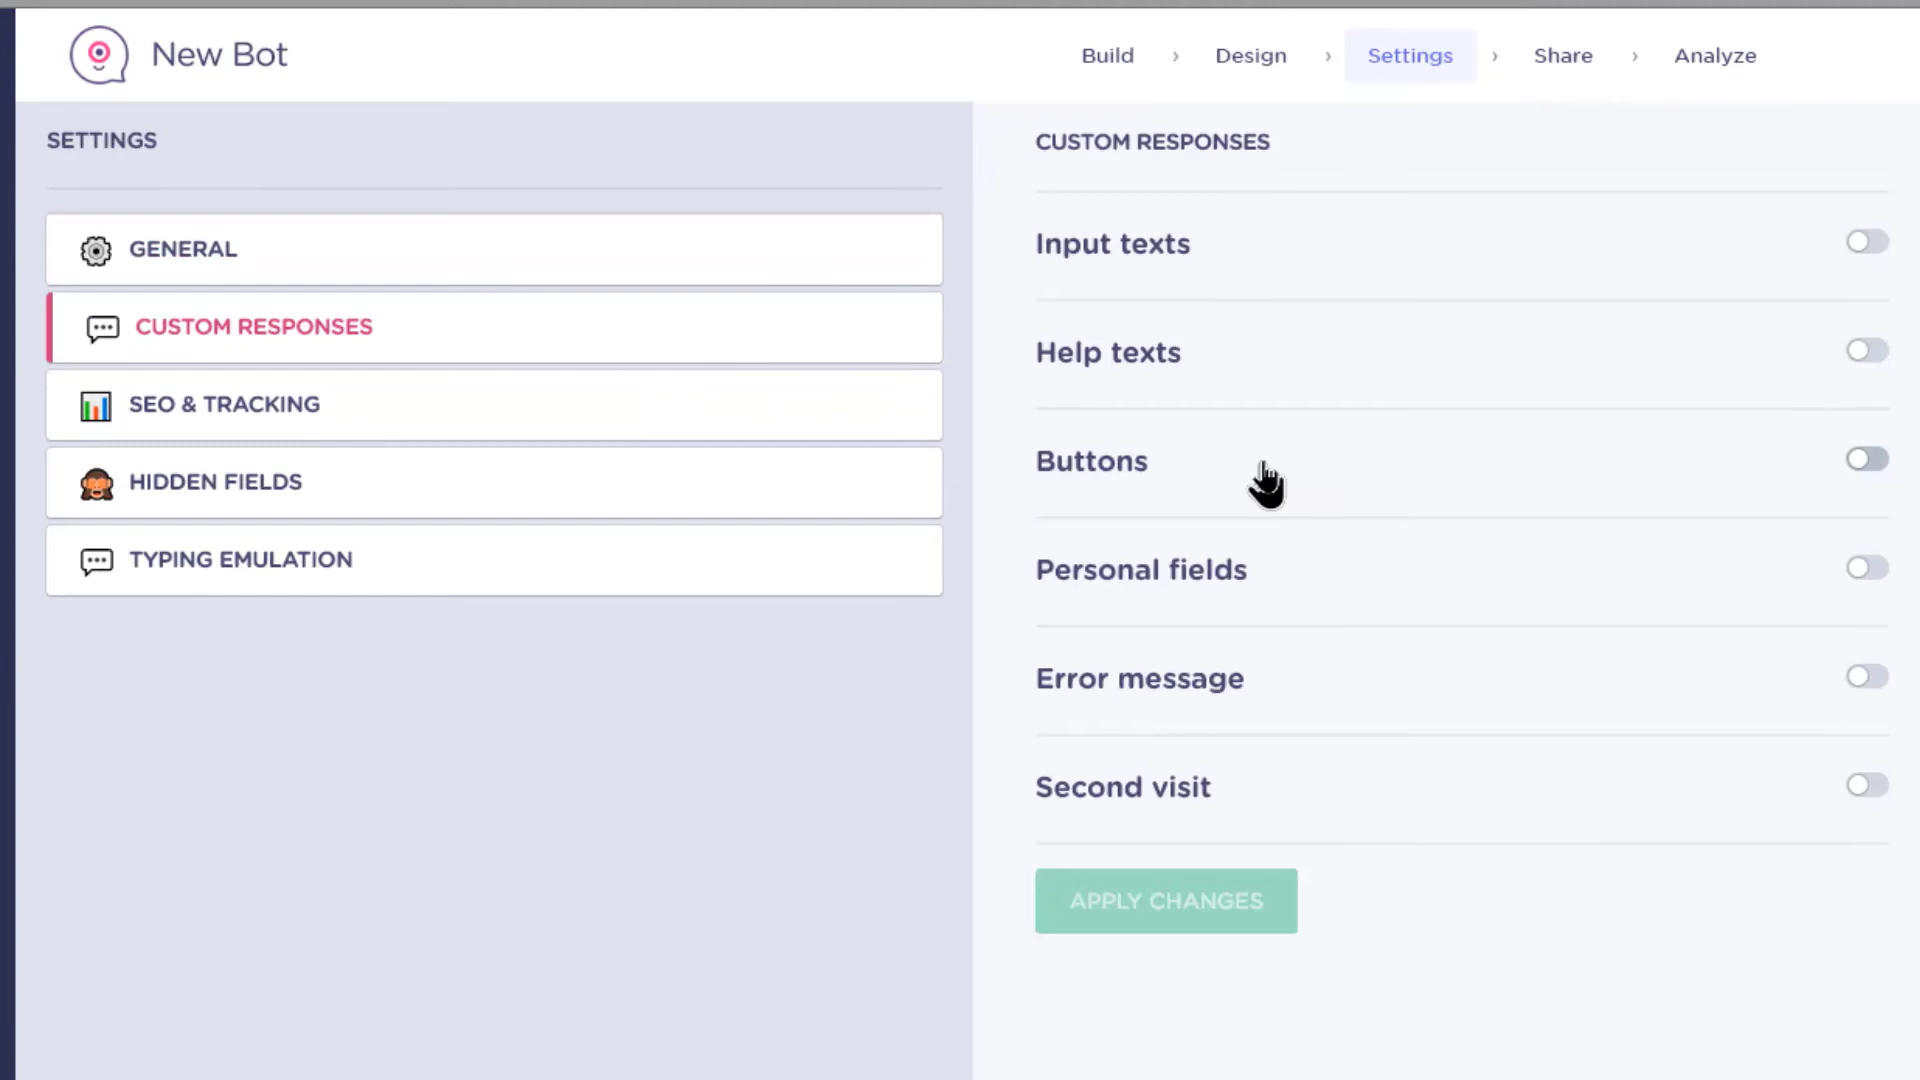 New Bot
Build › Design › Settings › Share › Analyze
SETTINGS
GENERAL
CUSTOM RESPONSES
SEO & TRACKING
HIDDEN FIELDS
TYPING EMULATION
CUSTOM RESPONSES
Input texts
Help texts
Buttons
Personal fields
Error message
Second visit
APPLY CHANGES